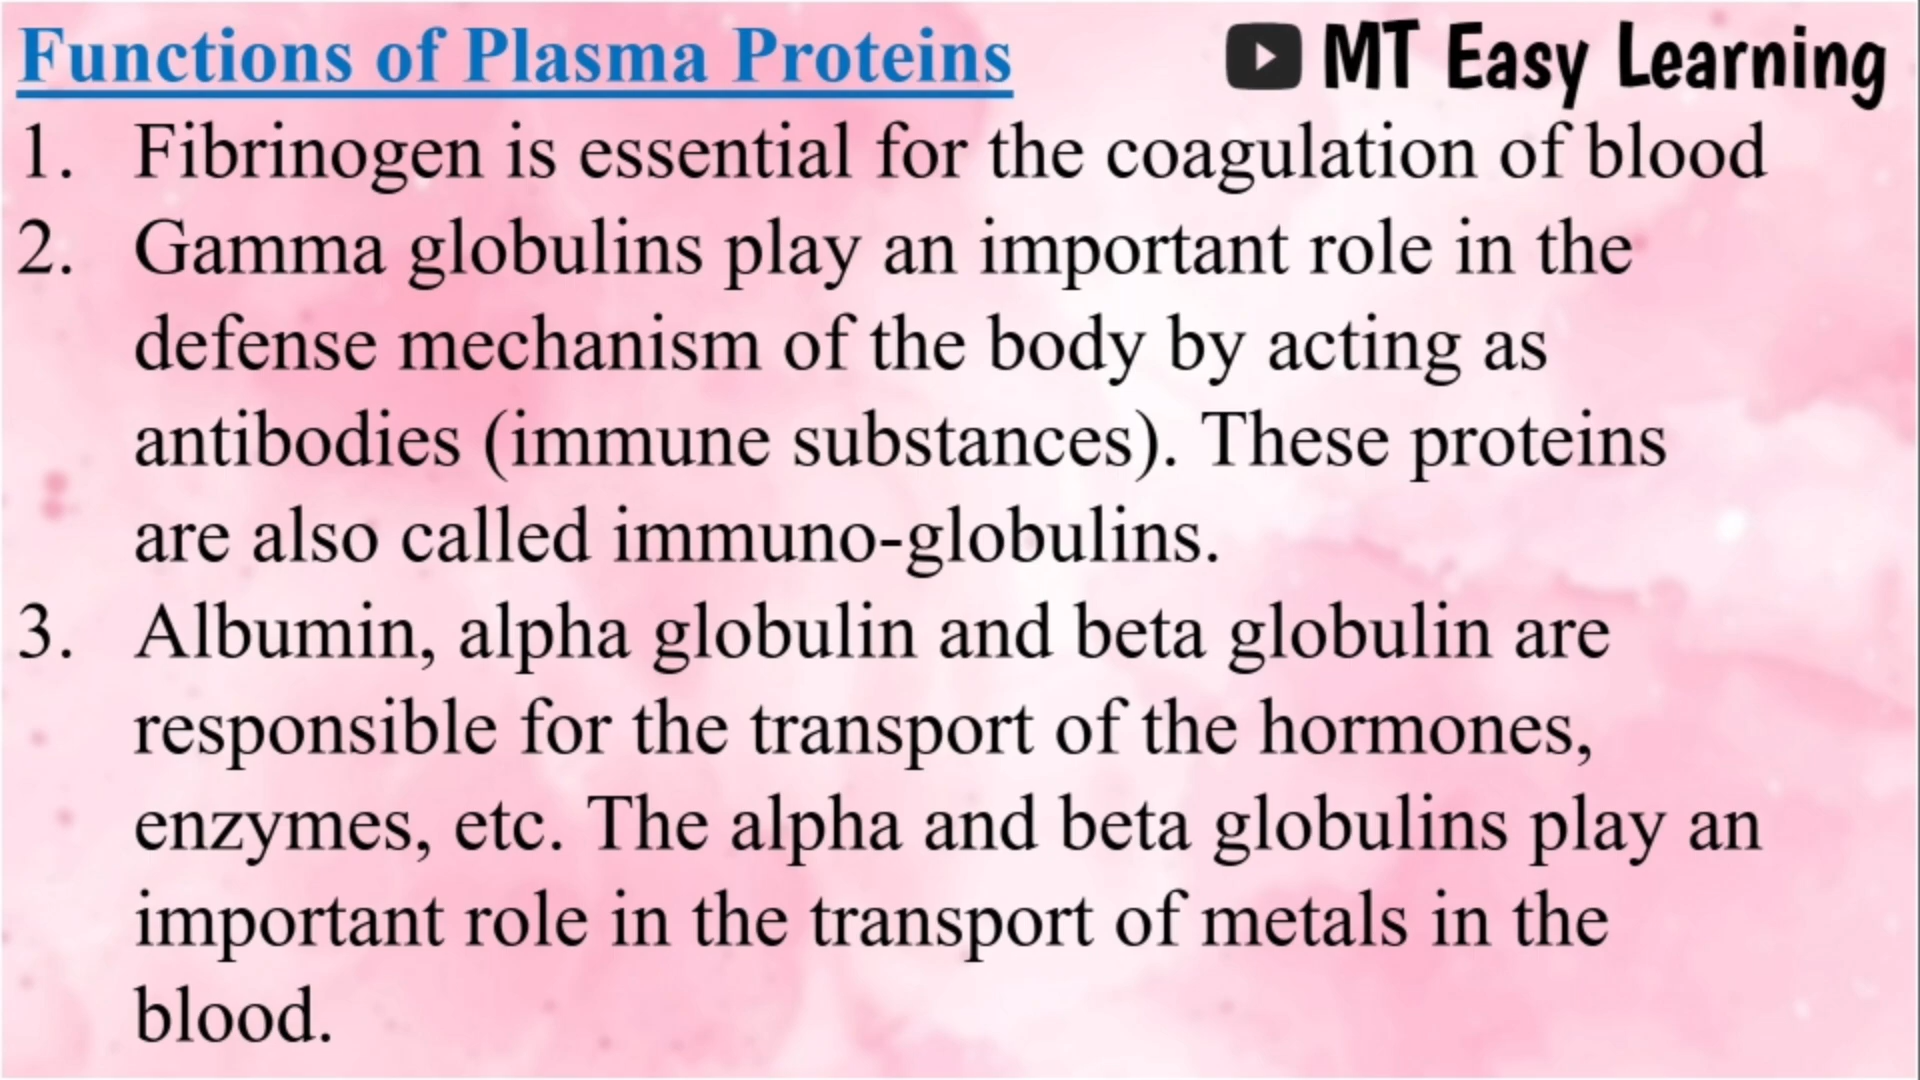 Functions of Plasma Proteins
MT Easy Learning
1. Fibrinogen is essential for the coagulation of blood
2. Gamma globulins play an important role in the
defense mechanism of the body by acting as
antibodies (immune substances). These proteins
are also called immuno-globulins.
3. Albumin, alpha globulin and beta globulin are
responsible for the transport of the hormones,
enzymes, etc. The alpha and beta globulins play an
important role in the transport of metals in the
blood.